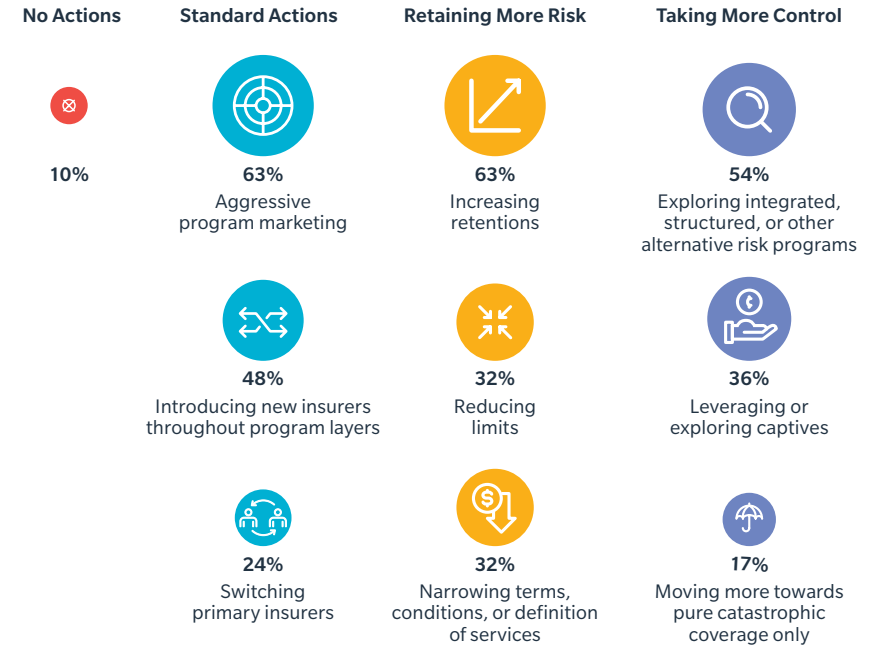 No Actions
Standard Actions
Retaining More Risk
Taking More Control
10%
63%
Aggressive
program marketing
63%
Increasing
retentions
54%
Exploring integrated,
structured, or other
alternative risk programs
48%
Introducing new insurers
throughout program layers
32%
Reducing
limits
¢
36%
Leveraging or
exploring captives
24%
Switching
primary insurers
$
32%
Narrowing terms,
conditions, or definition
of services
17%
Moving more towards
pure catastrophic
coverage only